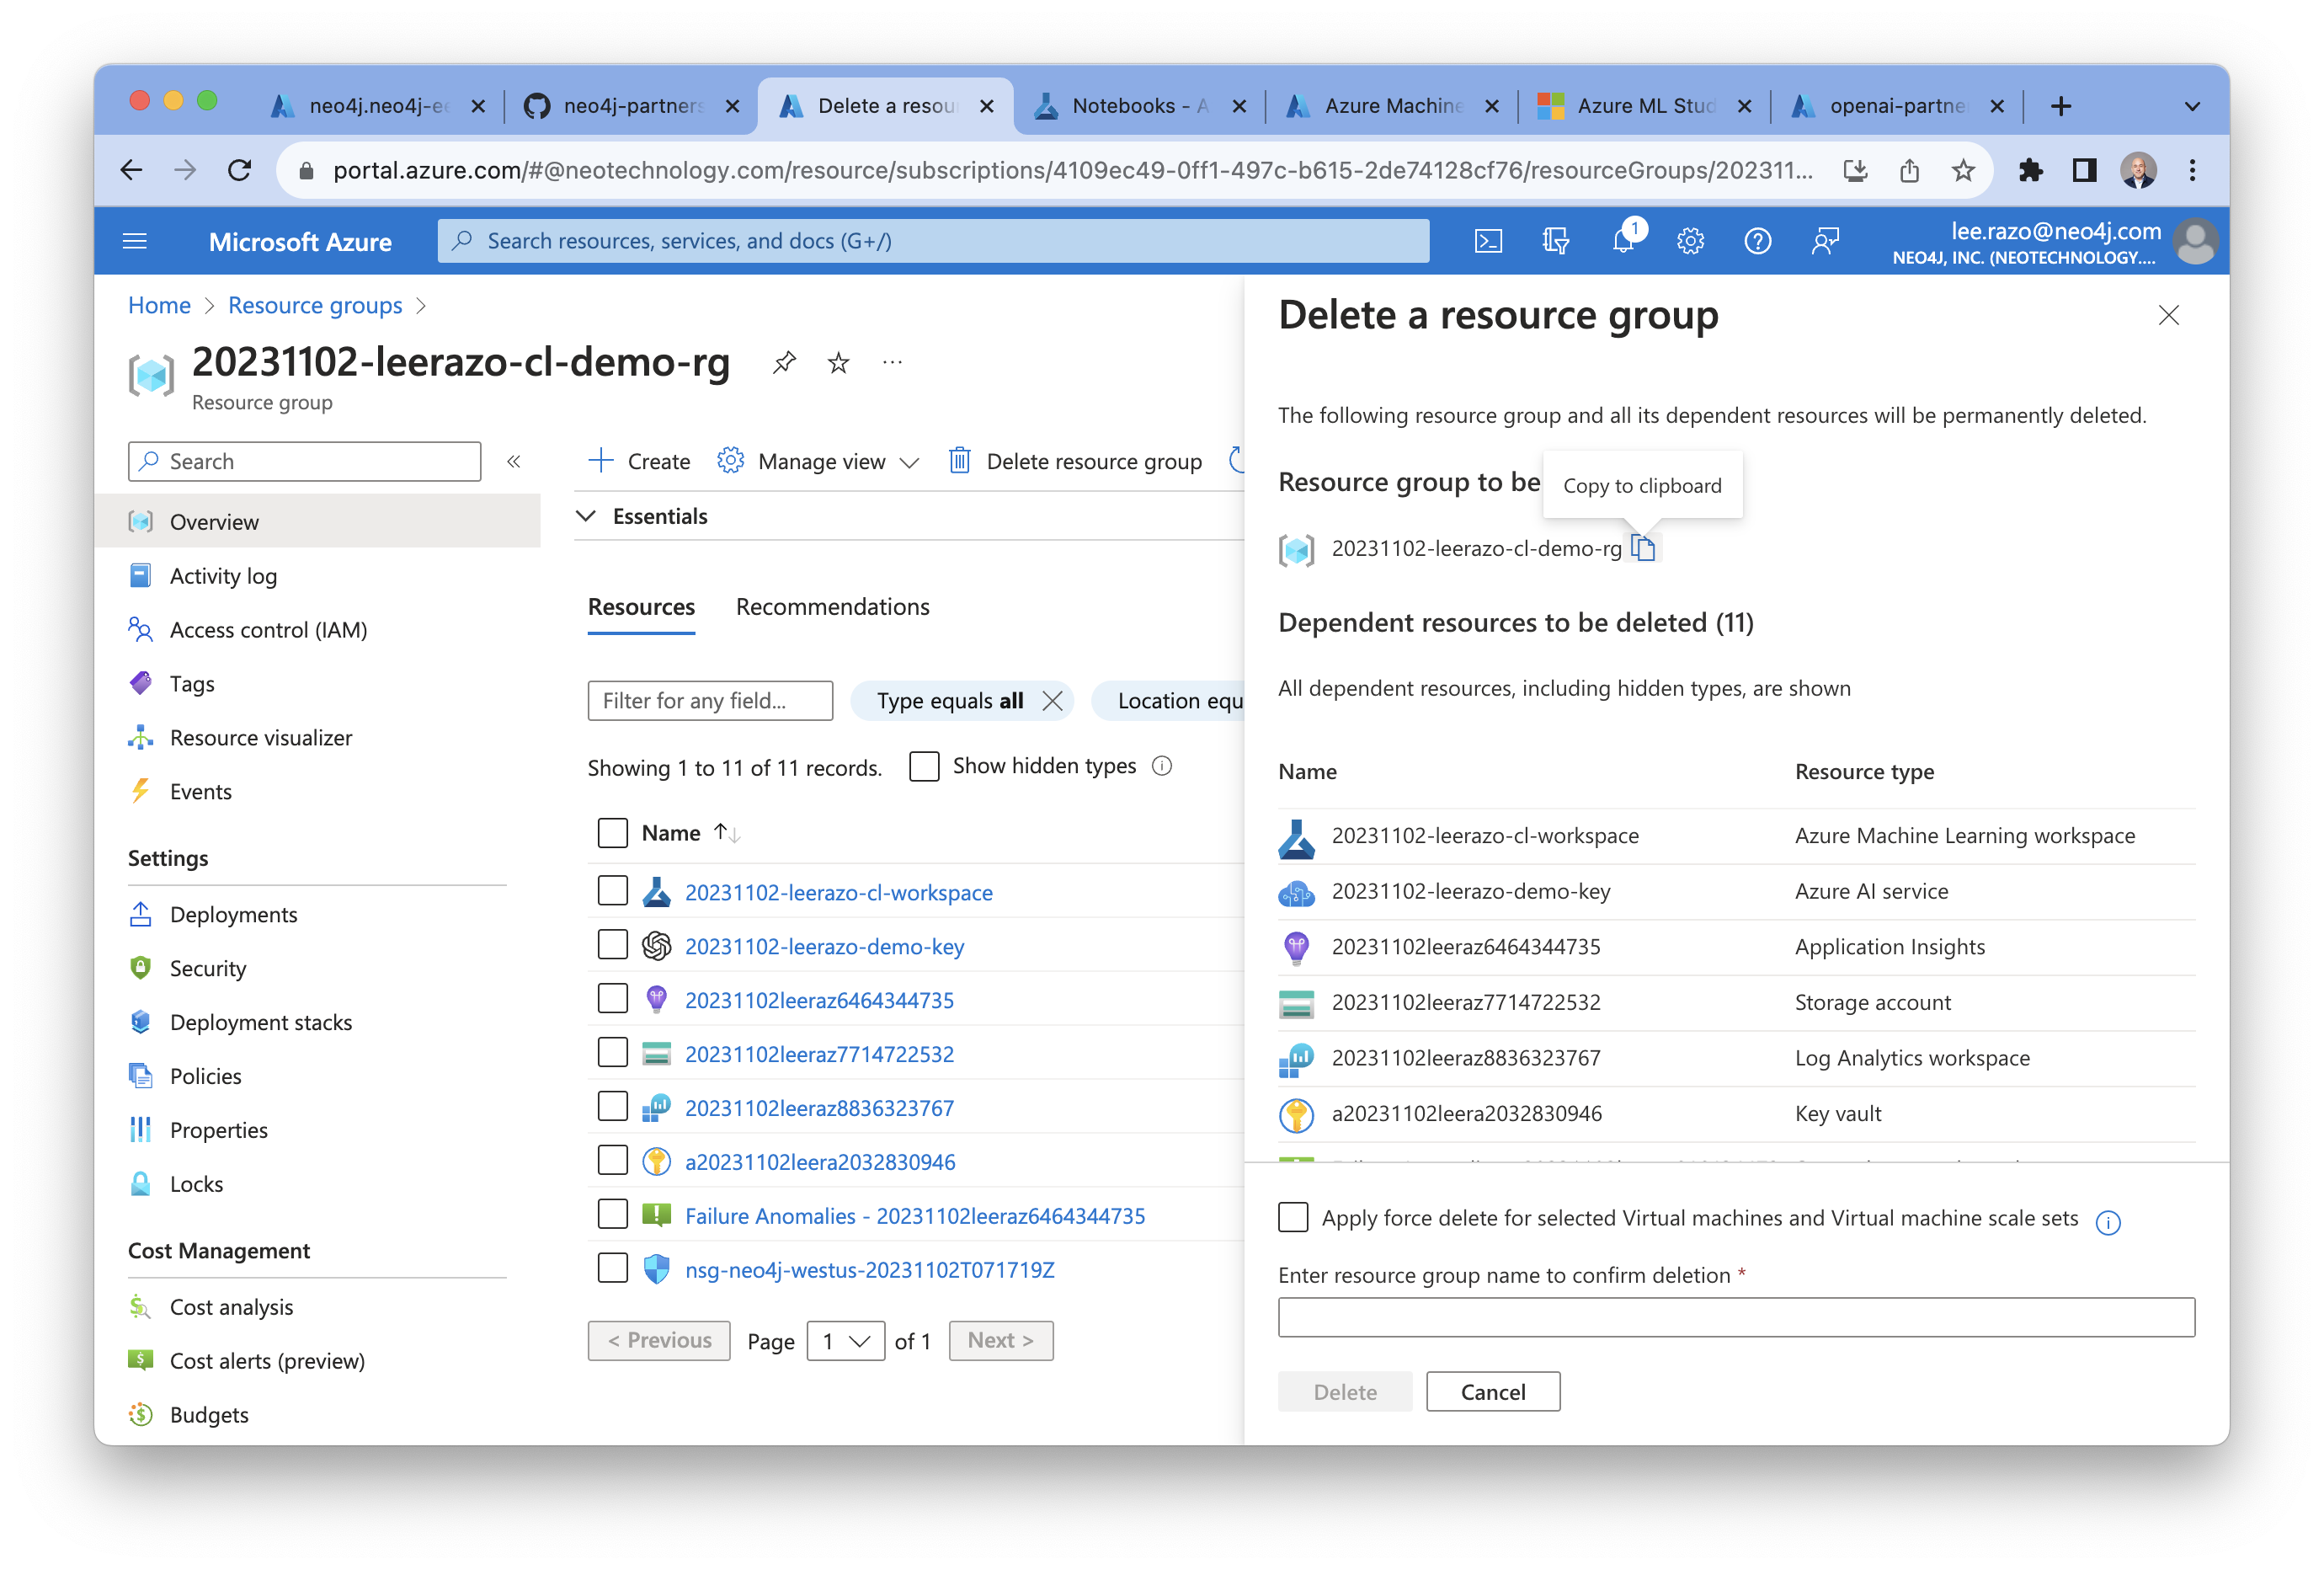 neo4j.neo4j-ee
neo4j-partners
Delete a resou
Notebooks - A
Azure Machine
Azure ML Stud
openai-partne
portal.azure.com/#@neotechnology.com/resource/subscriptions/4109ec49-0ff1-497c-b615-2de74128cf76/resourceGroups/202311...
Microsoft Azure
Search resources, services, and docs (G+/)
1
lee.razo@neo4j.com
NEO4J, INC. (NEOTECHNOLOGY....
Home > Resource groups >
20231102-leerazo-cl-demo-rg
...
Resource group
Search
«
Overview
Activity log
Access control (IAM)
Tags
Resource visualizer
Events
Settings
Deployments
Security
Deployment stacks
Policies
Properties
Locks
Cost Management
Cost analysis
Cost alerts (preview)
Budgets
Create
Manage view
Delete resource group
Essentials
Resources
Recommendations
Filter for any field...
Type equals all
Location equ
Showing 1 to 11 of 11 records.
Show hidden types
Name ↑↓
20231102-leerazo-cl-workspace
20231102-leerazo-demo-key
20231102leeraz6464344735
20231102leeraz7714722532
20231102leeraz8836323767
a20231102leera2032830946
Failure Anomalies - 20231102leeraz6464344735
nsg-neo4j-westus-20231102T071719Z
< Previous
Page
1
of 1
Next >
Delete a resource group
The following resource group and all its dependent resources will be permanently deleted.
Resource group to be
Copy to clipboard
20231102-leerazo-cl-demo-rg
Dependent resources to be deleted (11)
All dependent resources, including hidden types, are shown
Name
Resource type
20231102-leerazo-cl-workspace
Azure Machine Learning workspace
20231102-leerazo-demo-key
Azure AI service
20231102leeraz6464344735
Application Insights
20231102leeraz7714722532
Storage account
20231102leeraz8836323767
Log Analytics workspace
a20231102leera2032830946
Key vault
Apply force delete for selected Virtual machines and Virtual machine scale sets
Enter resource group name to confirm deletion *
Delete
Cancel